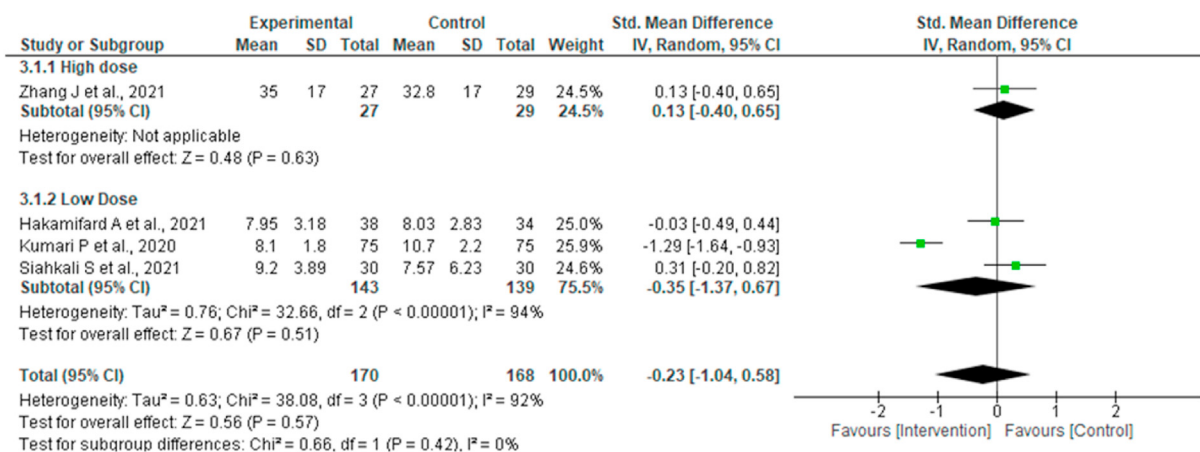 Experimental Control Std. Mean Difference Std. Mean Difference
Study or Subgroup Mean SD Total Mean SD Total Weight IV, Random, 95% CI IV, Random, 95% CI
3.1.1 High dose
Zhang J et al., 2021 35 17 27 32.8 17 29 24.5% 0.13 [-0.40, 0.65]
Subtotal (95% CI) 27 29 24.5% 0.13 [-0.40, 0.65]
Heterogeneity: Not applicable
Test for overall effect: Z = 0.48 (P = 0.63)
3.1.2 Low Dose
Hakamifard A et al., 2021 7.95 3.18 38 8.03 2.83 34 25.0% -0.03 [-0.49, 0.44]
Kumari P et al., 2020 8.1 1.8 75 10.7 2.2 75 25.9% -1.29 [-1.64, -0.93]
Siahkali S et al., 2021 9.2 3.89 30 7.57 6.23 30 24.6% 0.31 [-0.20, 0.82]
Subtotal (95% CI) 143 139 75.5% -0.35 [-1.37, 0.67]
Heterogeneity: Tau² = 0.76; Chi² = 32.66, df = 2 (P < 0.00001); I² = 94%
Test for overall effect: Z = 0.67 (P = 0.51)
Total (95% CI) 170 168 100.0% -0.23 [-1.04, 0.58]
Heterogeneity: Tau² = 0.63; Chi² = 38.08, df = 3 (P < 0.00001); I² = 92%
Test for overall effect: Z = 0.56 (P = 0.57)
Test for subgroup differences: Chi² = 0.66, df = 1 (P = 0.42), I² = 0%
-2 -1 0 1 2
Favours [Intervention] Favours [Control]